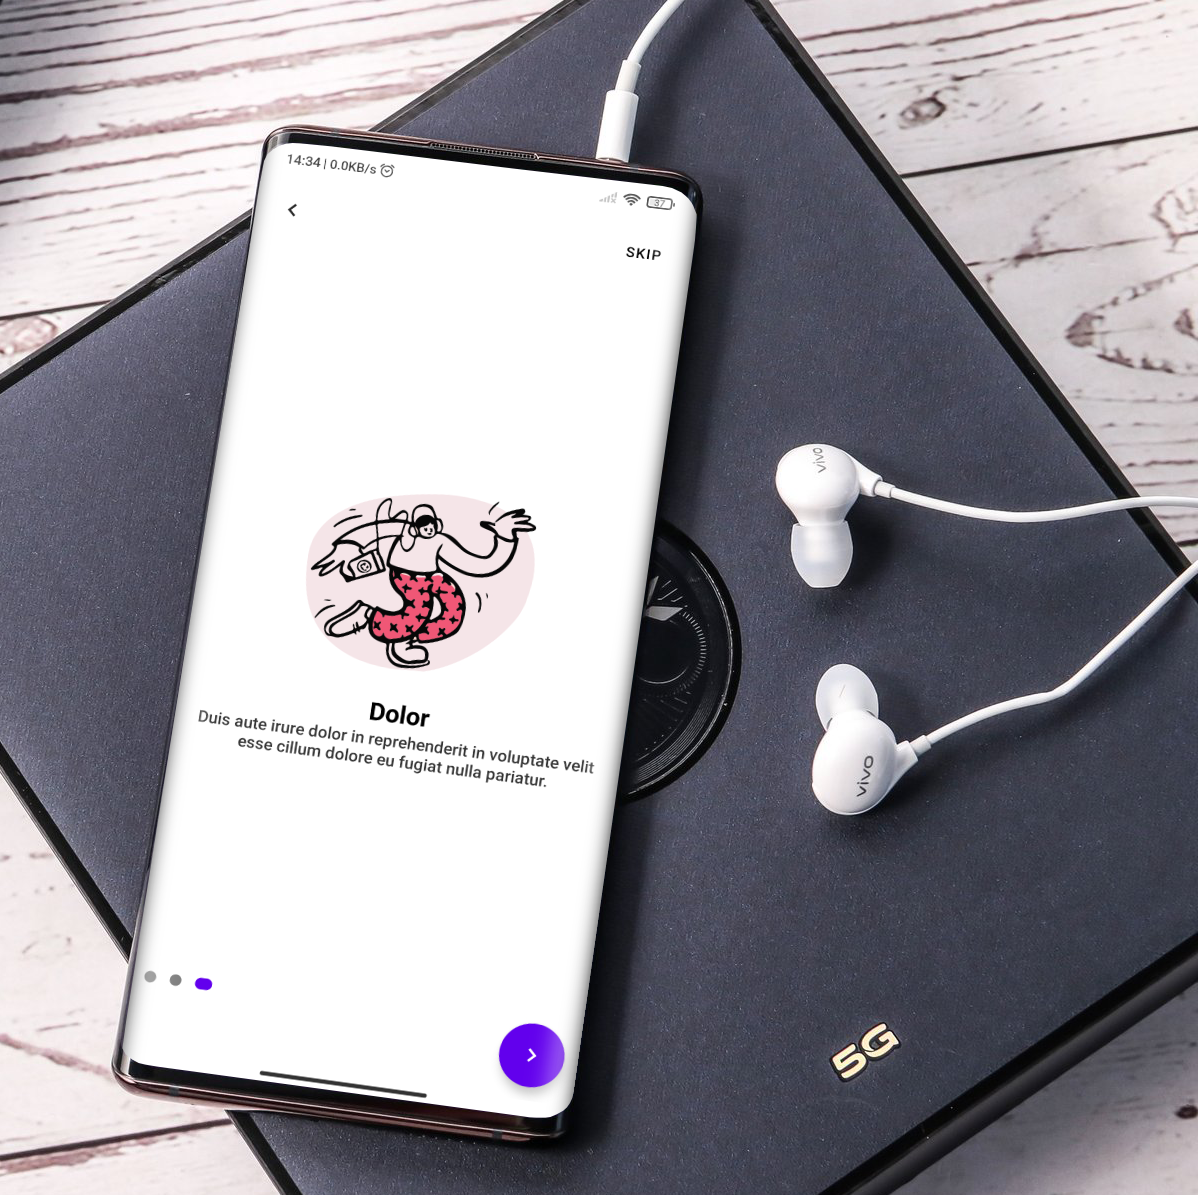 14:34 | 0.0KB/s
37
SKIP
Dolor
Duis aute irure dolor in reprehenderit in voluptate velit
esse cillum dolore eu fugiat nulla pariatur.
vivo
vivo
5G